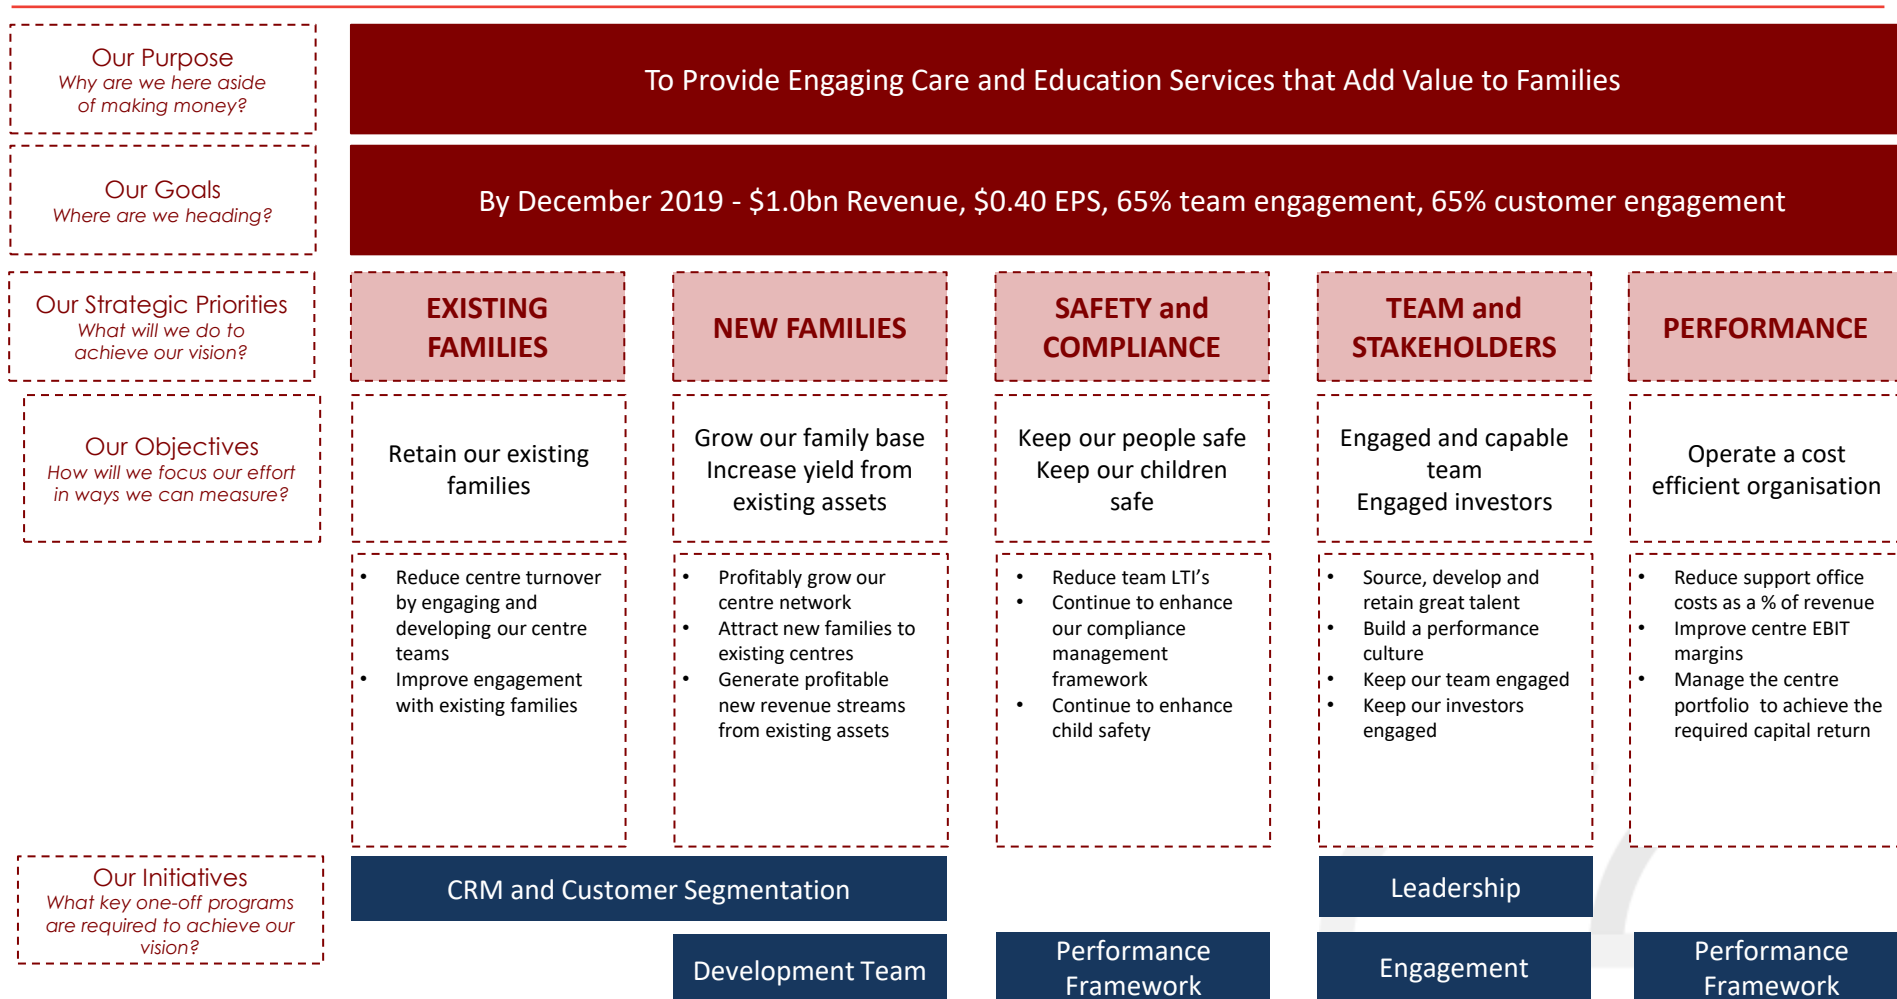 Our Purpose
Why are we here aside
of making money?
To Provide Engaging Care and Education Services that Add Value to Families
Our Goals
Where are we heading?
By December 2019 - $1.0bn Revenue, $0.40 EPS, 65% team engagement, 65% customer engagement
Our Strategic Priorities
What will we do to
achieve our vision?
EXISTING
FAMILIES
NEW FAMILIES
SAFETY and
COMPLIANCE
TEAM and
STAKEHOLDERS
PERFORMANCE
Our Objectives
How will we focus our effort
in ways we can measure?
Retain our existing
families
Grow our family base
Increase yield from
existing assets
Keep our people safe
Keep our children
safe
Engaged and capable
team
Engaged investors
Operate a cost
efficient organisation
• Reduce centre turnover
by engaging and
developing our centre
teams
• Improve engagement
with existing families
• Profitably grow our
centre network
• Attract new families to
existing centres
• Generate profitable
new revenue streams
from existing assets
• Reduce team LTI's
• Continue to enhance
our compliance
management
framework
• Continue to enhance
child safety
• Source, develop and
retain great talent
• Build a performance
culture
• Keep our team engaged
• Keep our investors
engaged
• Reduce support office
costs as a % of revenue
• Improve centre EBIT
margins
• Manage the centre
portfolio to achieve the
required capital return
Our Initiatives
What key one-off programs
are required to achieve our
vision?
CRM and Customer Segmentation
Leadership
Development Team
Performance
Framework
Engagement
Performance
Framework